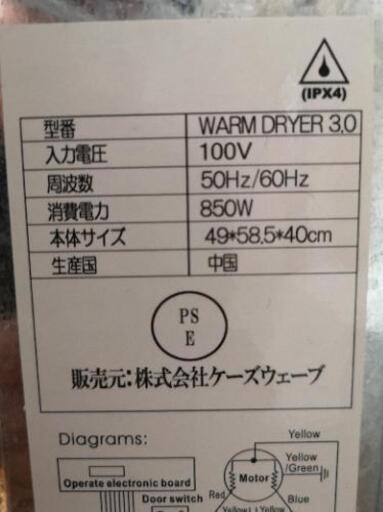 (IPX4)
型番 WARM DRYER 3.0
入力電圧 100V
周波数 50Hz/60Hz
消費電力 850W
本体サイズ 49*58.5*40cm
生産国 中国
PS
E
販売元:株式会社ケーズウェーブ
Diagrams:
Yellow
Yellow
/Green
Operate electronic board
Motor
Door switch
Red
Blue
Yellow
Yellow